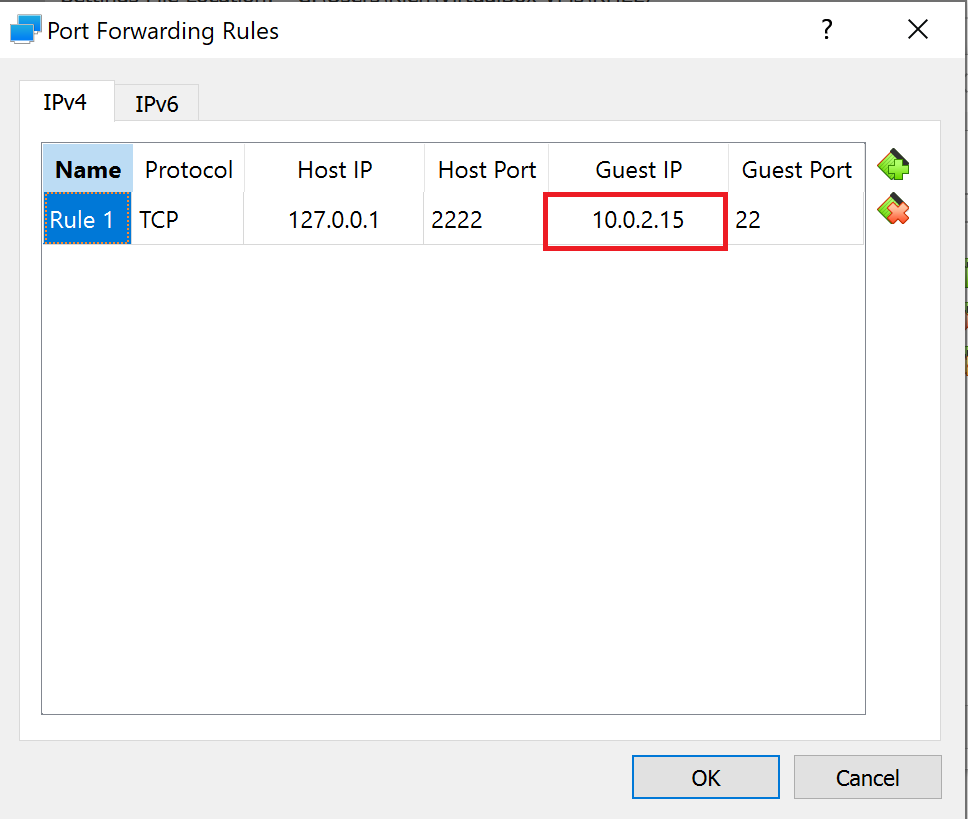 Port Forwarding Rules ?
IPv4 IPv6
Name Protocol Host IP Host Port Guest IP Guest Port
Rule 1 TCP 127.0.0.1 2222 10.0.2.15 22
OK Cancel